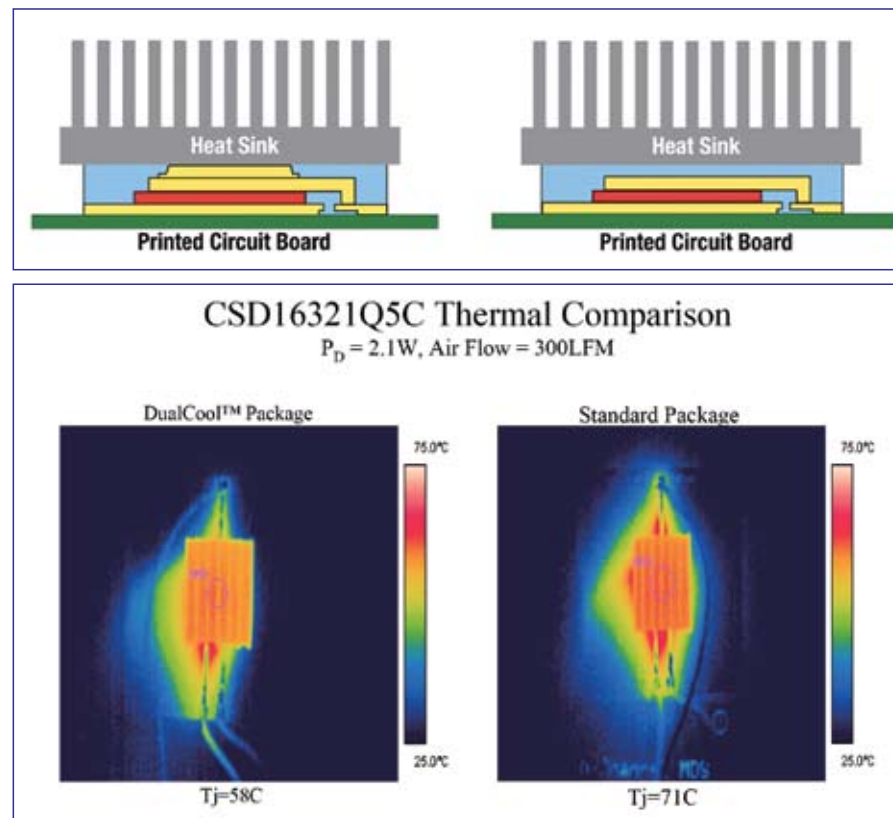 Heat Sink
Heat Sink
Printed Circuit Board
Printed Circuit Board
CSD16321Q5C Thermal Comparison
P_D = 2.1W, Air Flow = 300LFM
DualCool™ Package
Standard Package
75.0°C
75.0°C
25.0°C
25.0°C
MDS
Tj=58C
Tj=71C